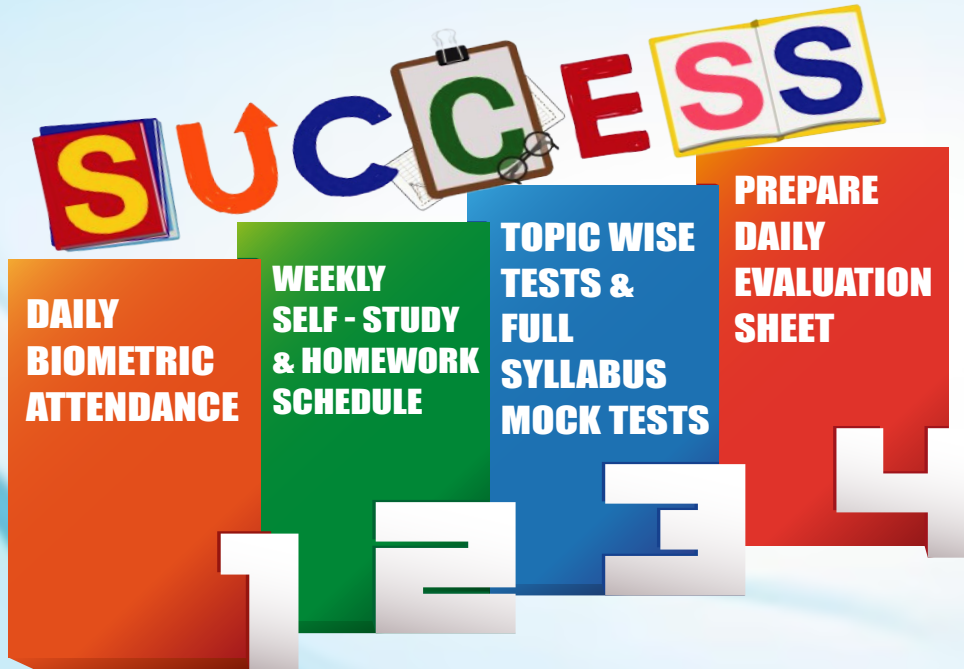 SUCCESS
DAILY
BIOMETRIC
ATTENDANCE
1
WEEKLY
SELF - STUDY
& HOMEWORK
SCHEDULE
2
TOPIC WISE
TESTS &
FULL
SYLLABUS
MOCK TESTS
3
PREPARE
DAILY
EVALUATION
SHEET
4